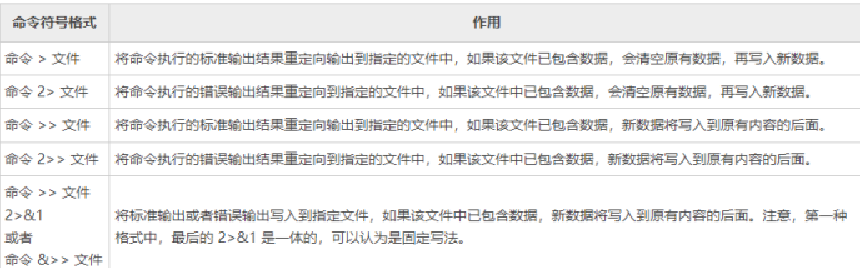 命令符号格式 作用
命令 > 文件 将命令执行的标准输出结果重定向输出到指定的文件中，如果该文件已包含数据，会清空原有数据，再写入新数据。
命令 2> 文件 将命令执行的错误输出结果重定向到指定的文件中，如果该文件中已包含数据，会清空原有数据，再写入新数据。
命令 >> 文件 将命令执行的标准输出结果重定向输出到指定的文件中，如果该文件已包含数据，新数据将写入到原有内容的后面。
命令 2>> 文件 将命令执行的错误输出结果重定向到指定的文件中，如果该文件中已包含数据，新数据将写入到原有内容的后面。
命令 >> 文件
2>&1
或者
命令 &>> 文件
将标准输出或者错误输出写入到指定文件，如果该文件中已包含数据，新数据将写入到原有内容的后面。注意，第一种
格式中，最后的 2>&1 是一体的，可以认为是固定写法。